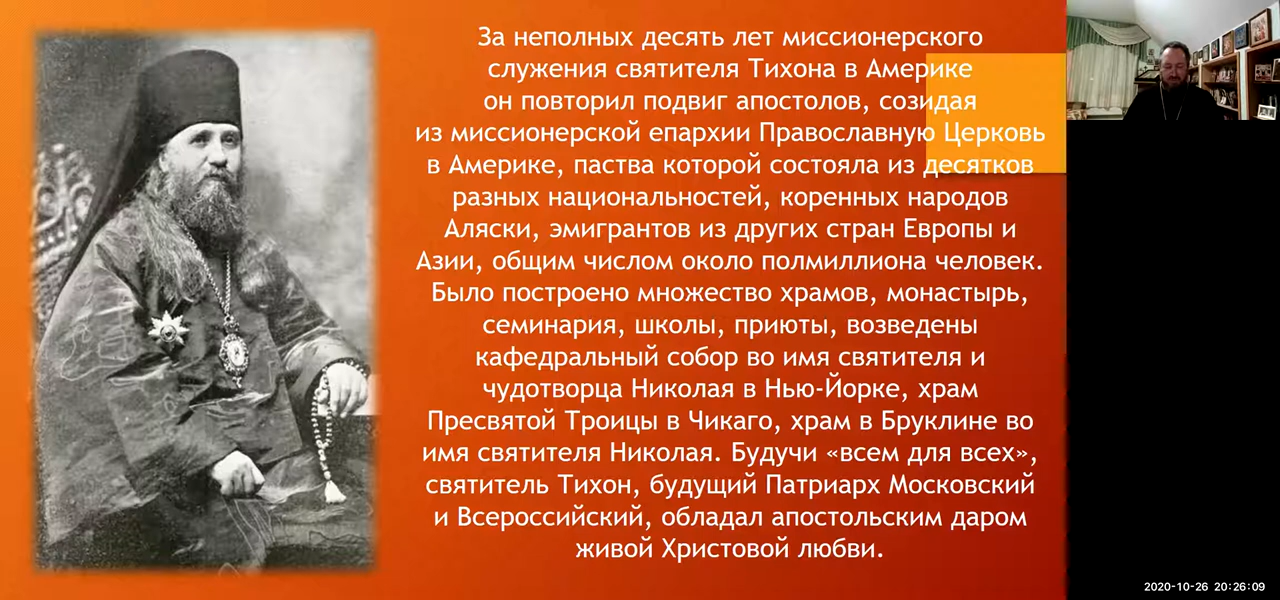 За неполных десять лет миссионерского
служения святителя Тихона в Америке
он повторил подвиг апостолов, созидая
из миссионерской епархии Православную Церковь
в Америке, паства которой состояла из десятков
разных национальностей, коренных народов
Аляски, эмигрантов из других стран Европы и
Азии, общим числом около полмиллиона человек.
Было построено множество храмов, монастырь,
семинария, школы, приюты, возведены
кафедральный собор во имя святителя и
чудотворца Николая в Нью-Йорке, храм
Пресвятой Троицы в Чикаго, храм в Бруклине во
имя святителя Николая. Будучи «всем для всех»,
святитель Тихон, будущий Патриарх Московский
и Всероссийский, обладал апостольским даром
живой Христовой любви.
2020-10-26 20:26:09